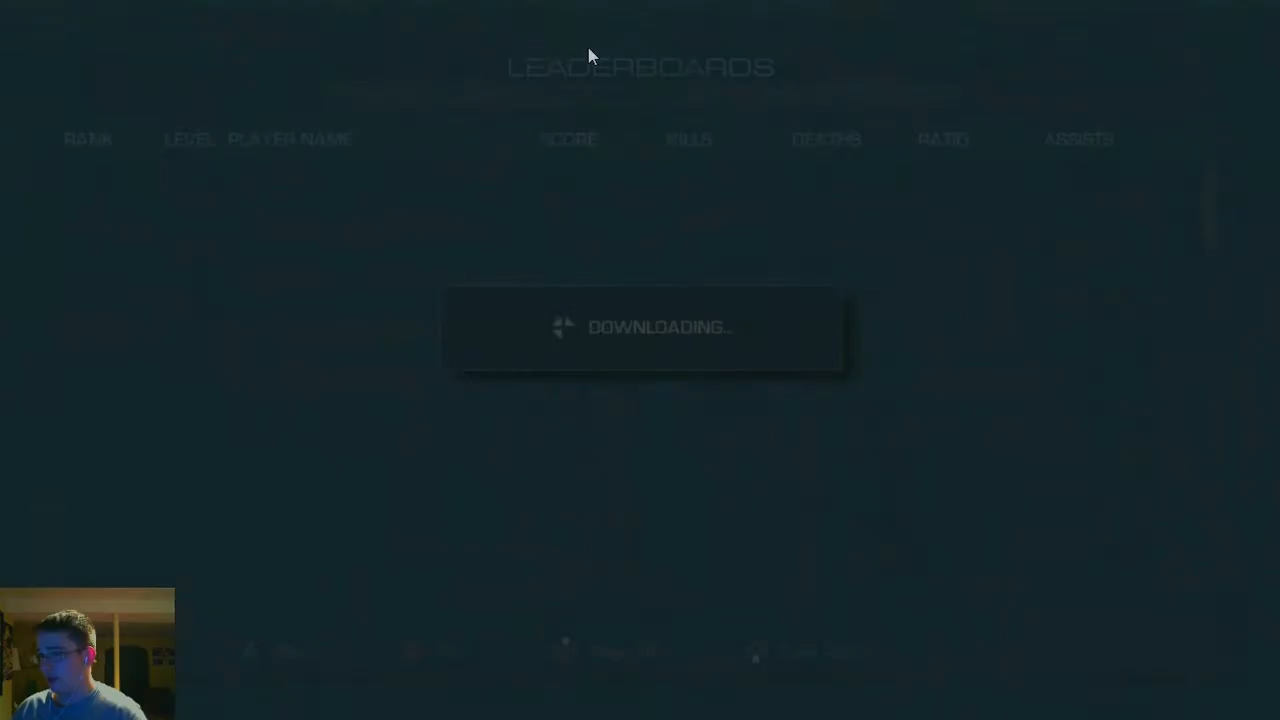 LEADERBOARDS
RANK LEVEL PLAYER NAME SCORE KILLS DEATHS RATIO ASSISTS
DOWNLOADING...